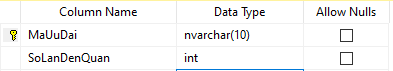 Column Name Data Type Allow Nulls
MaUuDai nvarchar(10)
SoLanDenQuan int